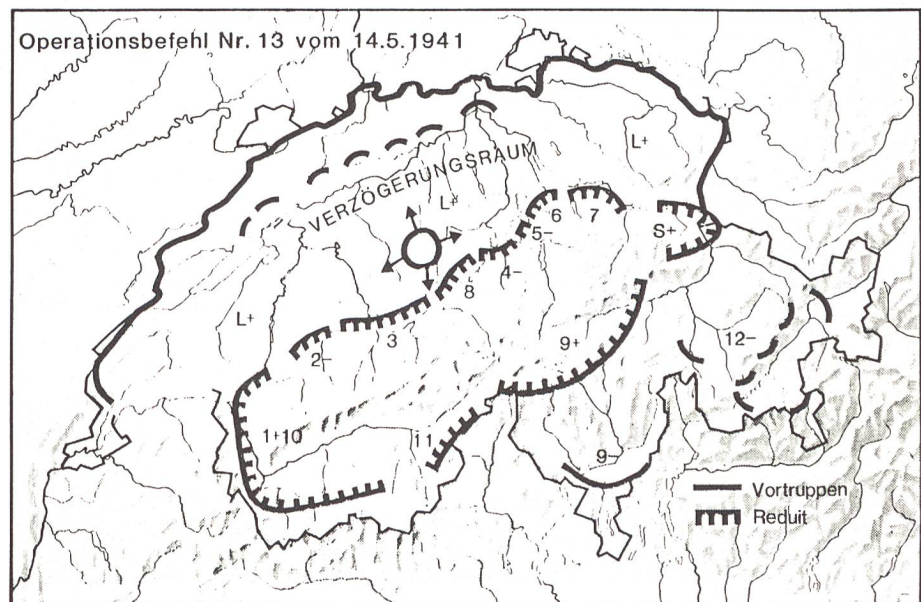 Operationsbefehl Nr. 13 vom 14.5.1941
VERZÖGERUNGSRAUM
L+
L+
L+
6
7
5–
S+
4–
8
3
2–
9+
12–
1+10
11
9–
Vortruppen
Reduit